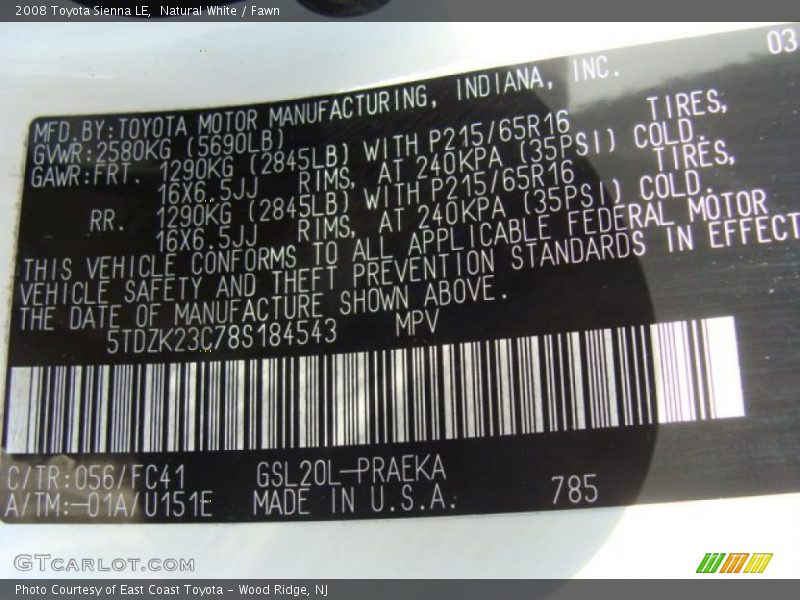 2008 Toyota Sienna LE,  Natural White / Fawn
03
MFD.BY:TOYOTA MOTOR MANUFACTURING, INDIANA, INC.
GVWR:2580KG (5690LB)
GAWR:FRT. 1290KG (2845LB) WITH P215/65R16 TIRES,
16X6.5JJ RIMS, AT 240KPA (35PSI) COLD.
RR. 1290KG (2845LB) WITH P215/65R16 TIRES,
16X6.5JJ RIMS, AT 240KPA (35PSI) COLD.
THIS VEHICLE CONFORMS TO ALL APPLICABLE FEDERAL MOTOR
VEHICLE SAFETY AND THEFT PREVENTION STANDARDS IN EFFECT
THE DATE OF MANUFACTURE SHOWN ABOVE.
5TDZK23C78S184543 MPV
C/TR:056/FC41 GSL20L-PRAEKA
A/TM:-01A/U151E MADE IN U.S.A. 785
GTCARLOT.COM
Photo Courtesy of East Coast Toyota - Wood Ridge, NJ